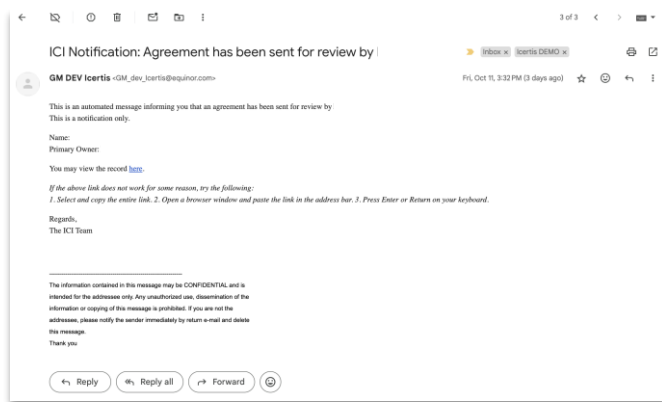 3 of 3
ICI Notification: Agreement has been sent for review by
Inbox x Icertis DEMO x
GM DEV Icertis <GM_dev_Icertis@equinor.com>
Fri, Oct 11, 3:32 PM (3 days ago)
This is an automated message informing you that an agreement has been sent for review by
This is a notification only.
Name:
Primary Owner:
You may view the record here.
If the above link does not work for some reason, try the following:
1. Select and copy the entire link. 2. Open a browser window and paste the link in the address bar. 3. Press Enter or Return on your keyboard.
Regards,
The ICI Team
The information contained in this message may be CONFIDENTIAL and is
intended for the addressee only. Any unauthorized use, dissemination of the
information or copying of this message is prohibited. If you are not the
addressee, please notify the sender immediately by return e-mail and delete
this message.
Thank you
Reply
Reply all
Forward